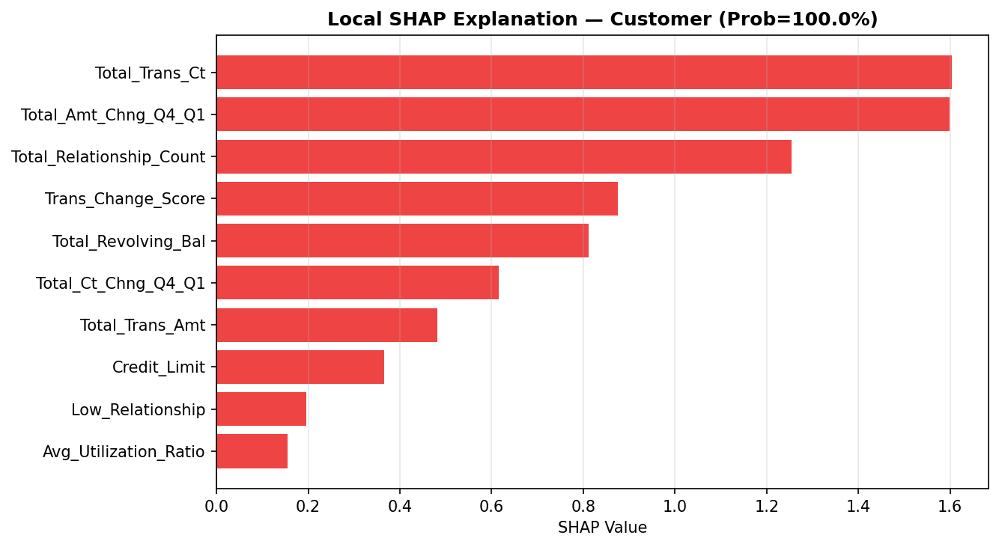 Local SHAP Explanation — Customer (Prob=100.0%)
Total_Trans_Ct
Total_Amt_Chng_Q4_Q1
Total_Relationship_Count
Trans_Change_Score
Total_Revolving_Bal
Total_Ct_Chng_Q4_Q1
Total_Trans_Amt
Credit_Limit
Low_Relationship
Avg_Utilization_Ratio
0.0 0.2 0.4 0.6 0.8 1.0 1.2 1.4 1.6
SHAP Value